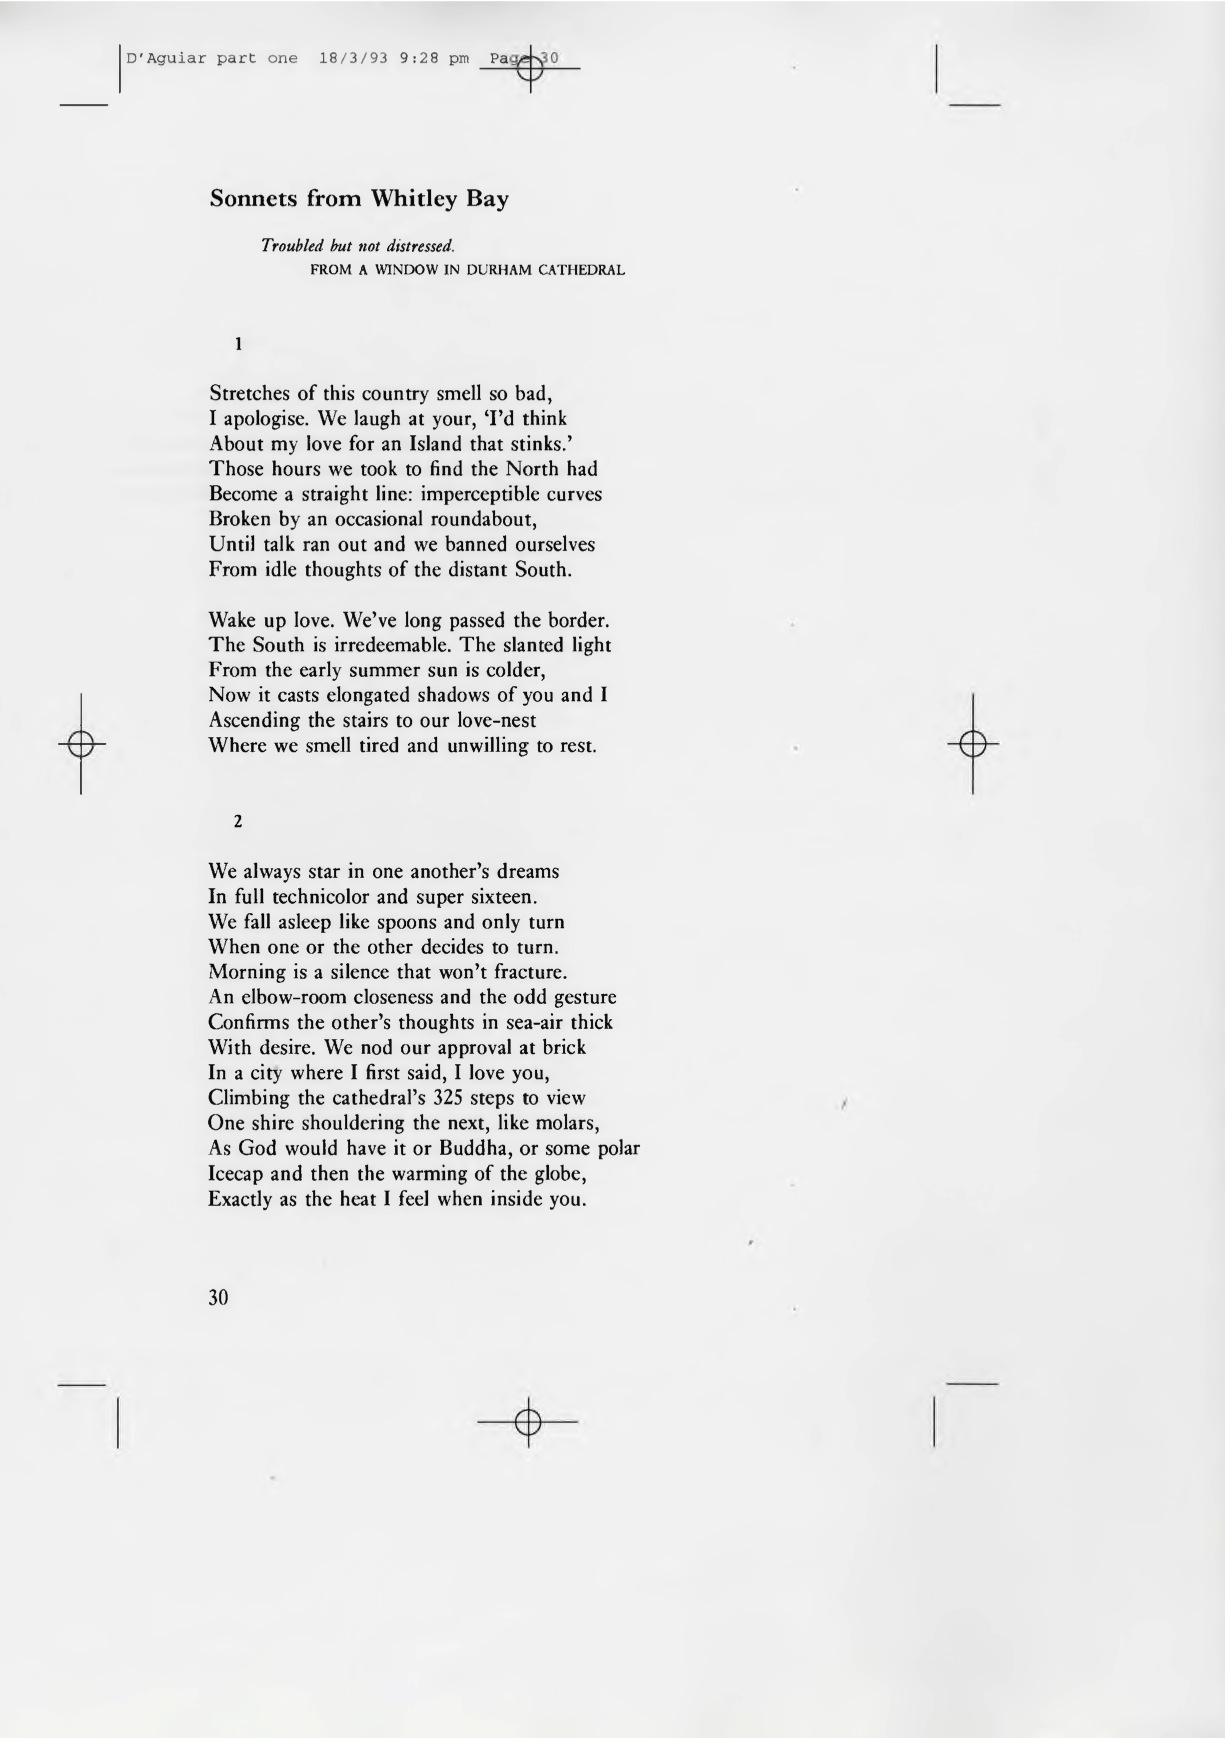 D'Aguiar part one 18/3/93 9:28 pm Page 30
Sonnets from Whitley Bay
Troubled but not distressed.
FROM A WINDOW IN DURHAM CATHEDRAL
1
Stretches of this country smell so bad,
I apologise. We laugh at your, ‘I’d think
About my love for an Island that stinks.’
Those hours we took to find the North had
Become a straight line: imperceptible curves
Broken by an occasional roundabout,
Until talk ran out and we banned ourselves
From idle thoughts of the distant South.
Wake up love. We’ve long passed the border.
The South is irredeemable. The slanted light
From the early summer sun is colder,
Now it casts elongated shadows of you and I
Ascending the stairs to our love-nest
Where we smell tired and unwilling to rest.
2
We always star in one another’s dreams
In full technicolor and super sixteen.
We fall asleep like spoons and only turn
When one or the other decides to turn.
Morning is a silence that won’t fracture.
An elbow-room closeness and the odd gesture
Confirms the other’s thoughts in sea-air thick
With desire. We nod our approval at brick
In a city where I first said, I love you,
Climbing the cathedral’s 325 steps to view
One shire shouldering the next, like molars,
As God would have it or Buddha, or some polar
Icecap and then the warming of the globe,
Exactly as the heat I feel when inside you.
30